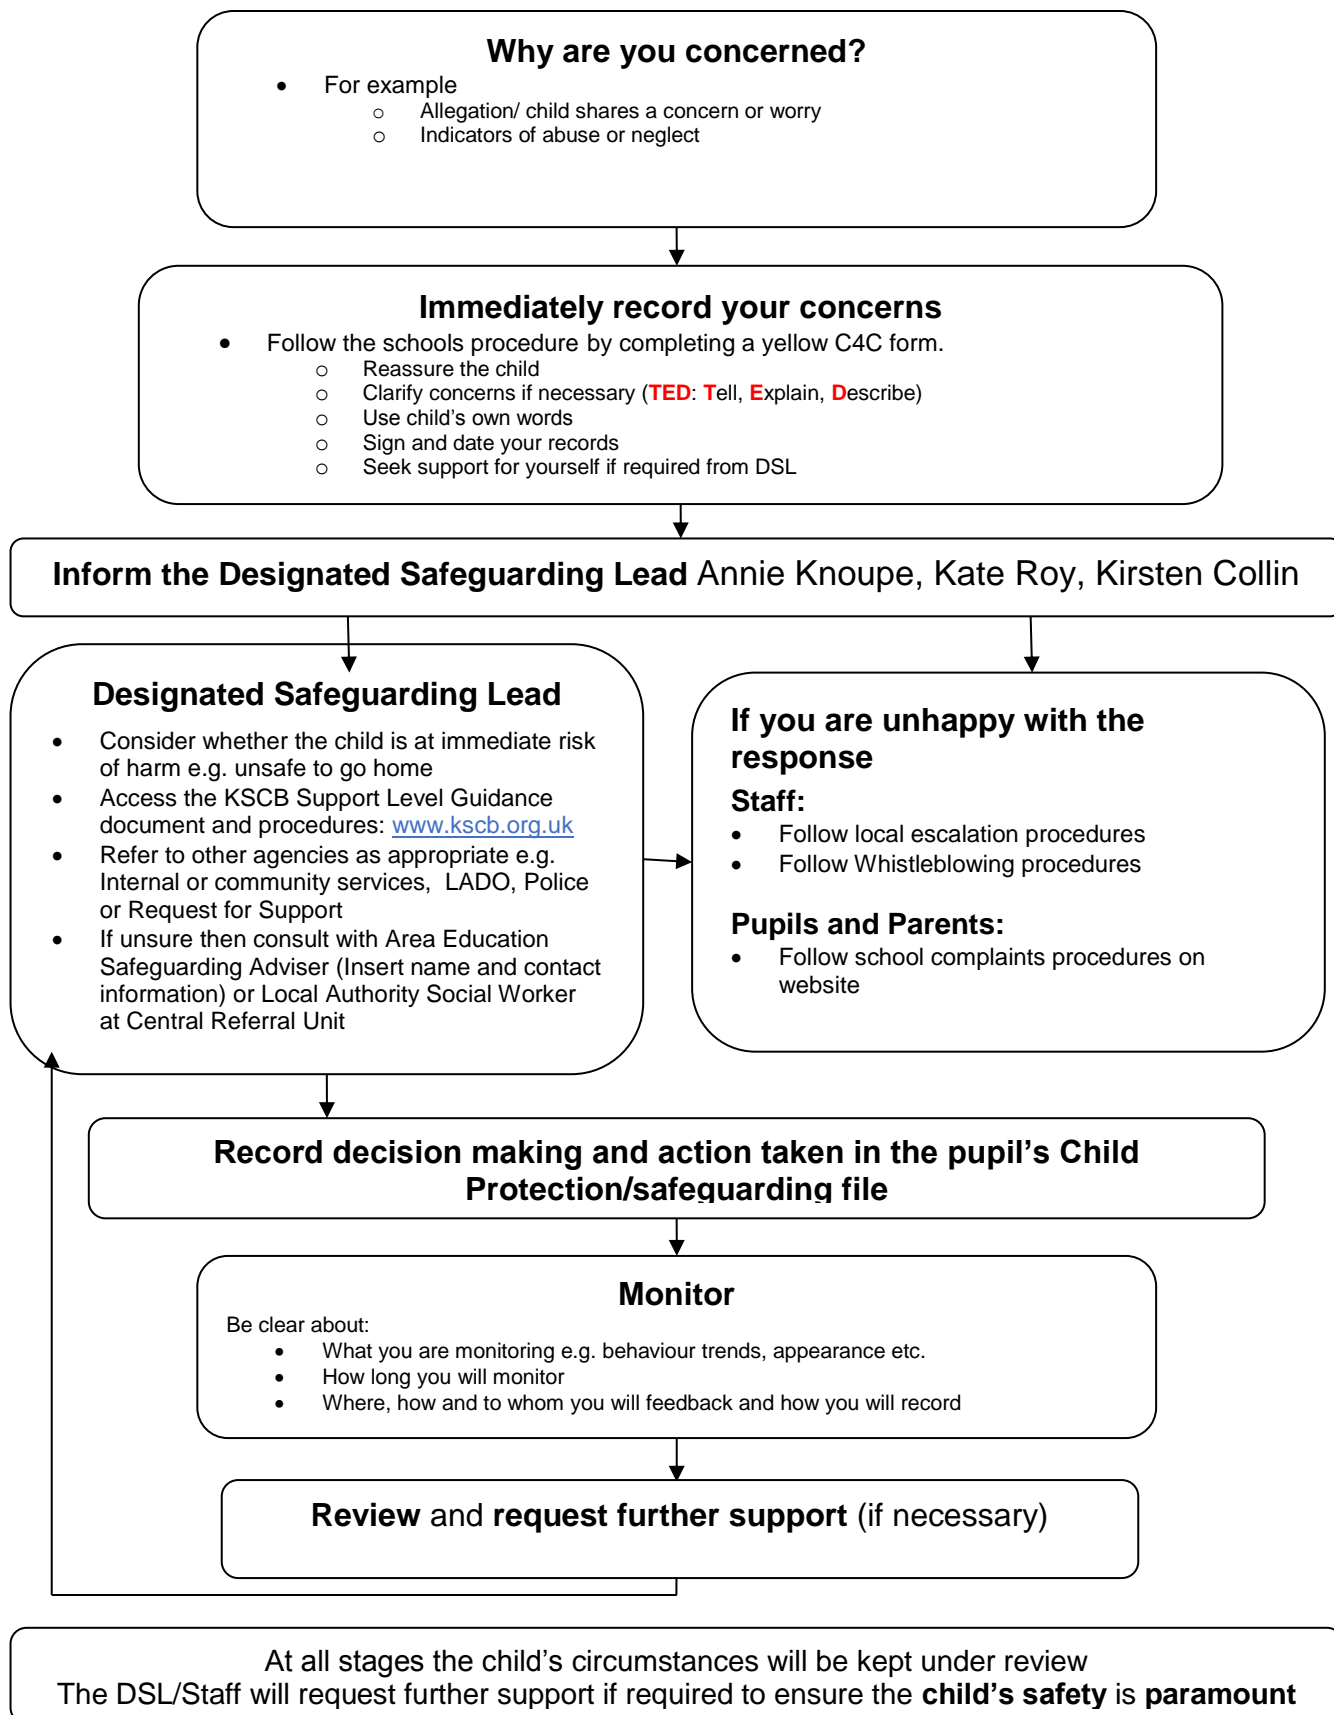 Why are you concerned?
• For example
o Allegation/ child shares a concern or worry
o Indicators of abuse or neglect
Immediately record your concerns
• Follow the schools procedure by completing a yellow C4C form.
o Reassure the child
o Clarify concerns if necessary (TED: Tell, Explain, Describe)
o Use child’s own words
o Sign and date your records
o Seek support for yourself if required from DSL
Inform the Designated Safeguarding Lead Annie Knoupe, Kate Roy, Kirsten Collin
Designated Safeguarding Lead
• Consider whether the child is at immediate risk
of harm e.g. unsafe to go home
• Access the KSCB Support Level Guidance
document and procedures: www.kscb.org.uk
• Refer to other agencies as appropriate e.g.
Internal or community services, LADO, Police
or Request for Support
• If unsure then consult with Area Education
Safeguarding Adviser (Insert name and contact
information) or Local Authority Social Worker
at Central Referral Unit
If you are unhappy with the
response
Staff:
• Follow local escalation procedures
• Follow Whistleblowing procedures
Pupils and Parents:
• Follow school complaints procedures on
website
Record decision making and action taken in the pupil’s Child
Protection/safeguarding file
Monitor
Be clear about:
• What you are monitoring e.g. behaviour trends, appearance etc.
• How long you will monitor
• Where, how and to whom you will feedback and how you will record
Review and request further support (if necessary)
At all stages the child’s circumstances will be kept under review
The DSL/Staff will request further support if required to ensure the child’s safety is paramount